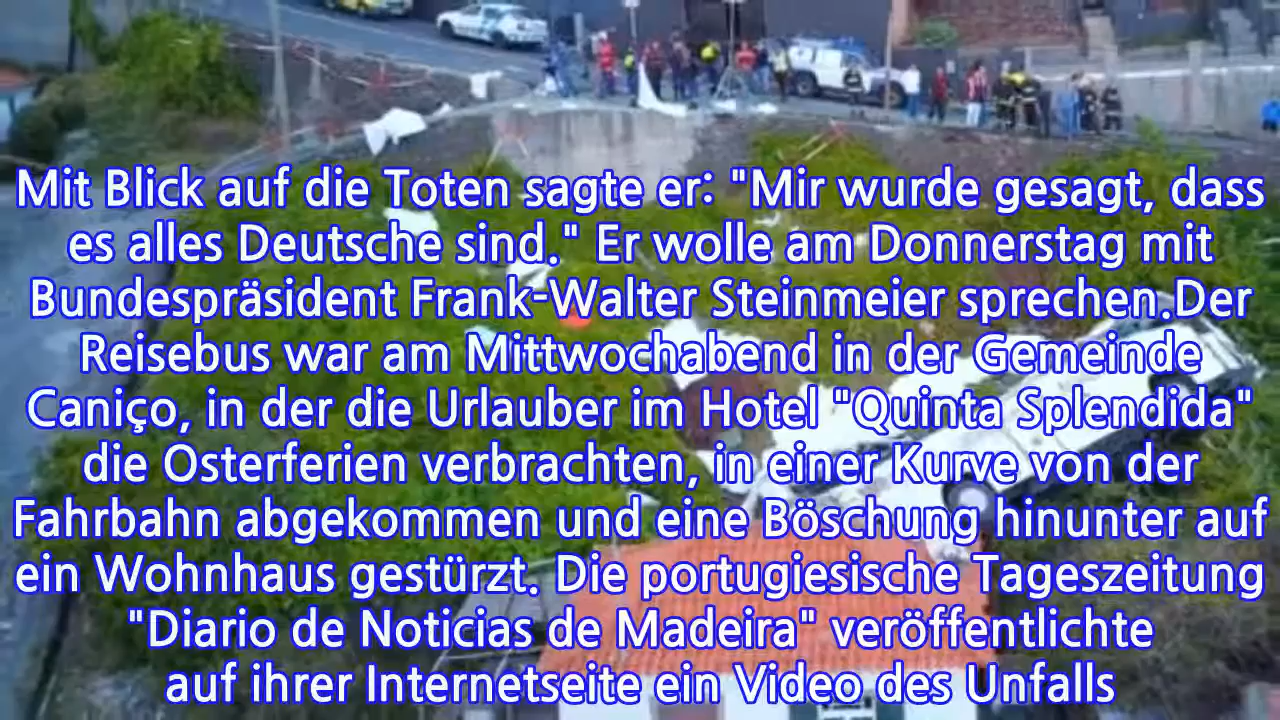 Mit Blick auf die Toten sagte er: "Mir wurde gesagt, dass
es alles Deutsche sind." Er wolle am Donnerstag mit
Bundespräsident Frank-Walter Steinmeier sprechen.Der
Reisebus war am Mittwochabend in der Gemeinde
Caniço, in der die Urlauber im Hotel "Quinta Splendida"
die Osterferien verbrachten, in einer Kurve von der
Fahrbahn abgekommen und eine Böschung hinunter auf
ein Wohnhaus gestürzt. Die portugiesische Tageszeitung
"Diario de Noticias de Madeira" veröffentlichte
auf ihrer Internetseite ein Video des Unfalls